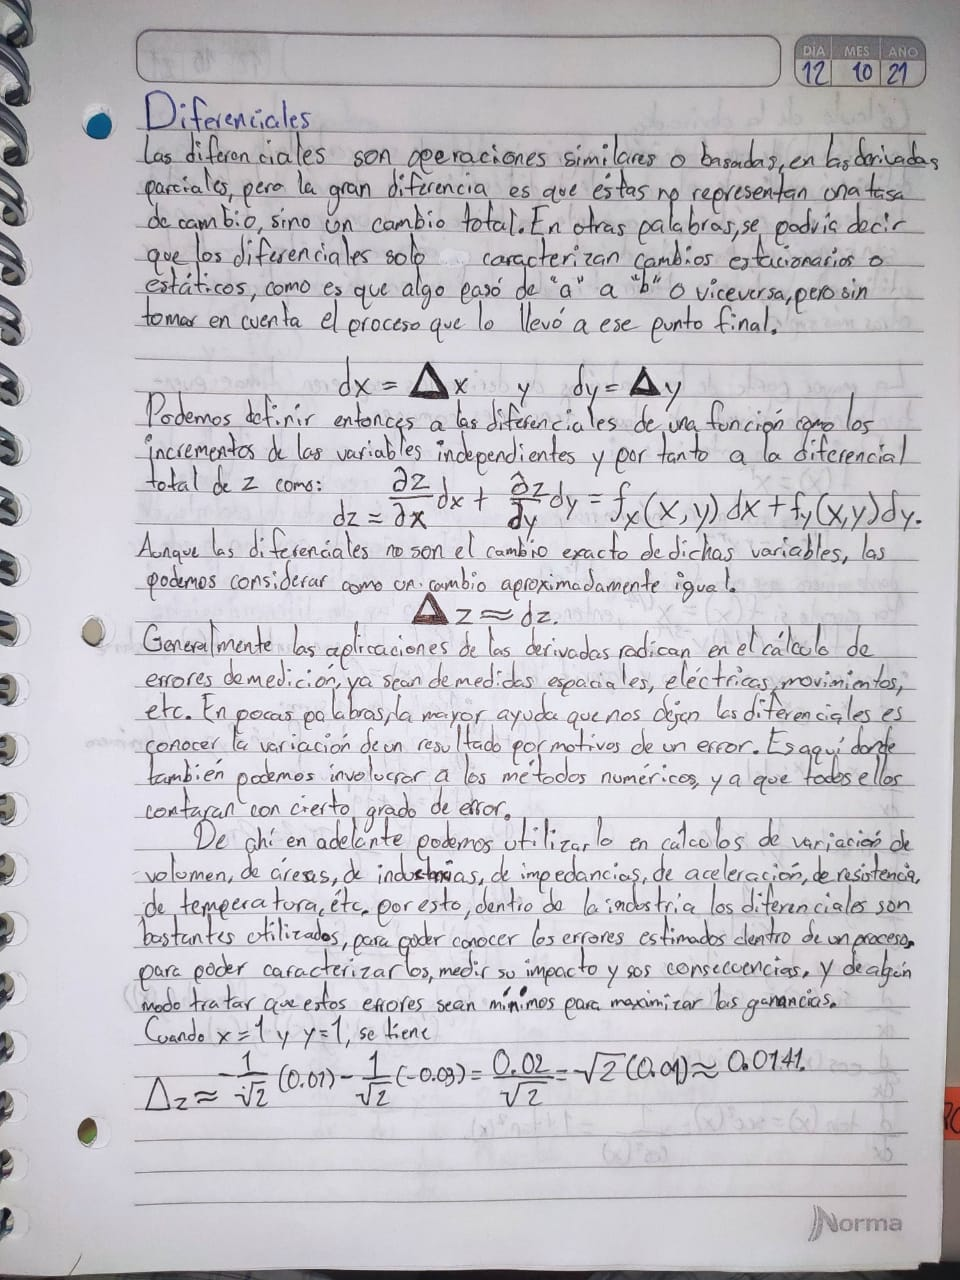 DIA MES AÑO
12 10 21
Diferenciales
Las diferenciales son operaciones similares o basadas, en las derivadas
parciales, pero la gran diferencia es que éstas no representan una tasa
de cambio, sino un cambio total. En otras palabras, se podría decir
que los diferenciales solo caracterizan cambios estacionarios o
estáticos, como es que algo pasó de "a" a "b" o viceversa, pero sin
tomar en cuenta el proceso que lo llevó a ese punto final.
dx = Δx y dy = Δy
Podemos definir entonces a las diferenciales de una función como los
incrementos de las variables independientes y por tanto a la diferencial
total de z como: dz = ∂z/∂x dx + ∂z/∂y dy = fx(x,y) dx + fy(x,y) dy.
Aunque las diferenciales no son el cambio exacto de dichas variables, las
podemos considerar como un cambio aproximadamente igual.
Δz ≈ dz.
Generalmente las aplicaciones de las derivadas radican en el cálculo de
errores de medición, ya sean de medidas espaciales, eléctricas, movimientos,
etc. En pocas palabras, la mayor ayuda que nos dejan los diferenciales es
conocer la variación de un resultado por motivos de un error. Es aquí donde
también podemos involucrar a los métodos numéricos, ya que todos ellos
contaran con cierto grado de error.
De ahí en adelante podemos utilizarlo en calculos de variación de
volumen, de áreas, de industrias, de impedancias, de aceleración, de resistencia,
de temperatura, étc. por esto, dentro de la industria los diferenciales son
bastantes utilizados, para poder conocer los errores estimados dentro de un proceso,
para poder caracterizarlos, medir su impacto y sus consecuencias, y de algún
modo tratar que estos errores sean mínimos para maximizar las ganancias.
Cuando x=1 y y=1, se tiene
Δz ≈ -1/√2 (0.01) - 1/√2 (-0.03) = 0.02/√2 = √2 (0.01) ≈ 0.0141.
Norma